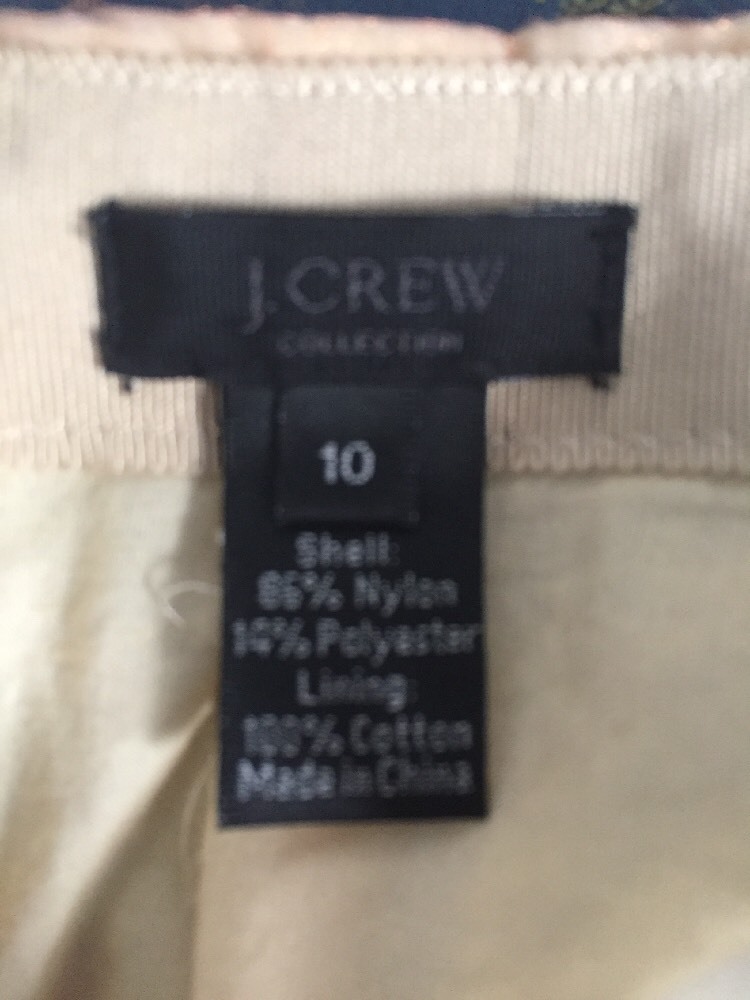 J.CREW
COLLECTION
10
Shell:
86% Nylon
14% Polyester
Lining:
100% Cotton
Made in China